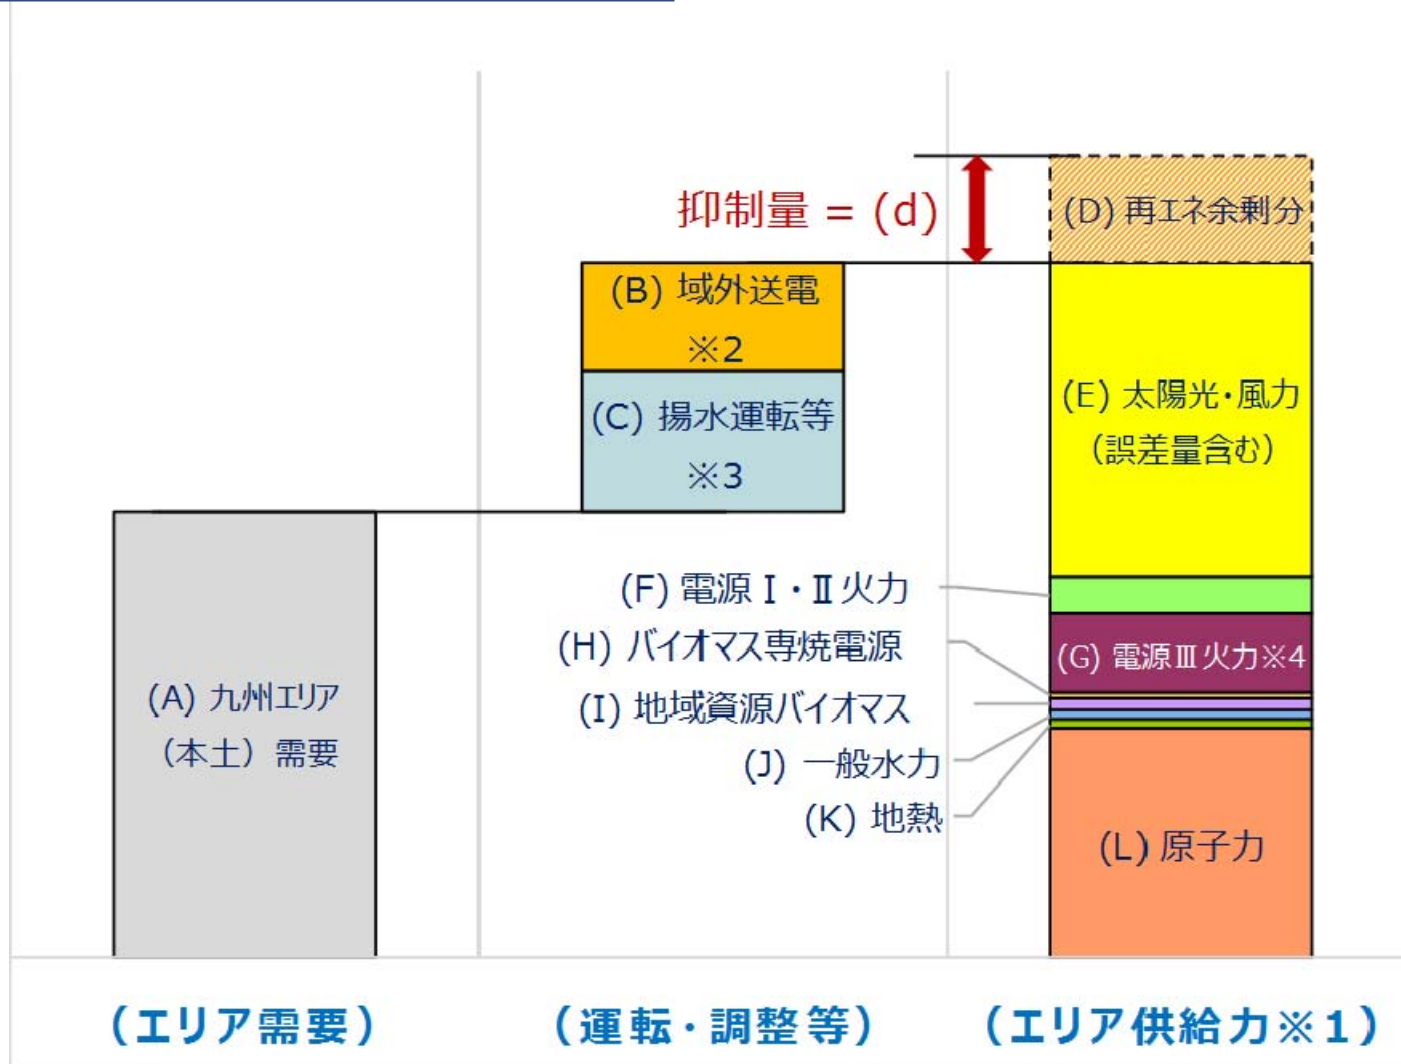 抑制量 = (d)
(D) 再エネ余剰分
(B) 域外送電
※2
(C) 揚水運転等
※3
(E) 太陽光・風力
（誤差量含む）
(F) 電源Ⅰ・Ⅱ火力
(H) バイオマス専焼電源
(G) 電源Ⅲ火力※4
(I) 地域資源バイオマス
(A) 九州エリア
（本土）需要
(J) 一般水力
(K) 地熱
(L) 原子力
（エリア需要）
（運転・調整等）
（エリア供給力※1）